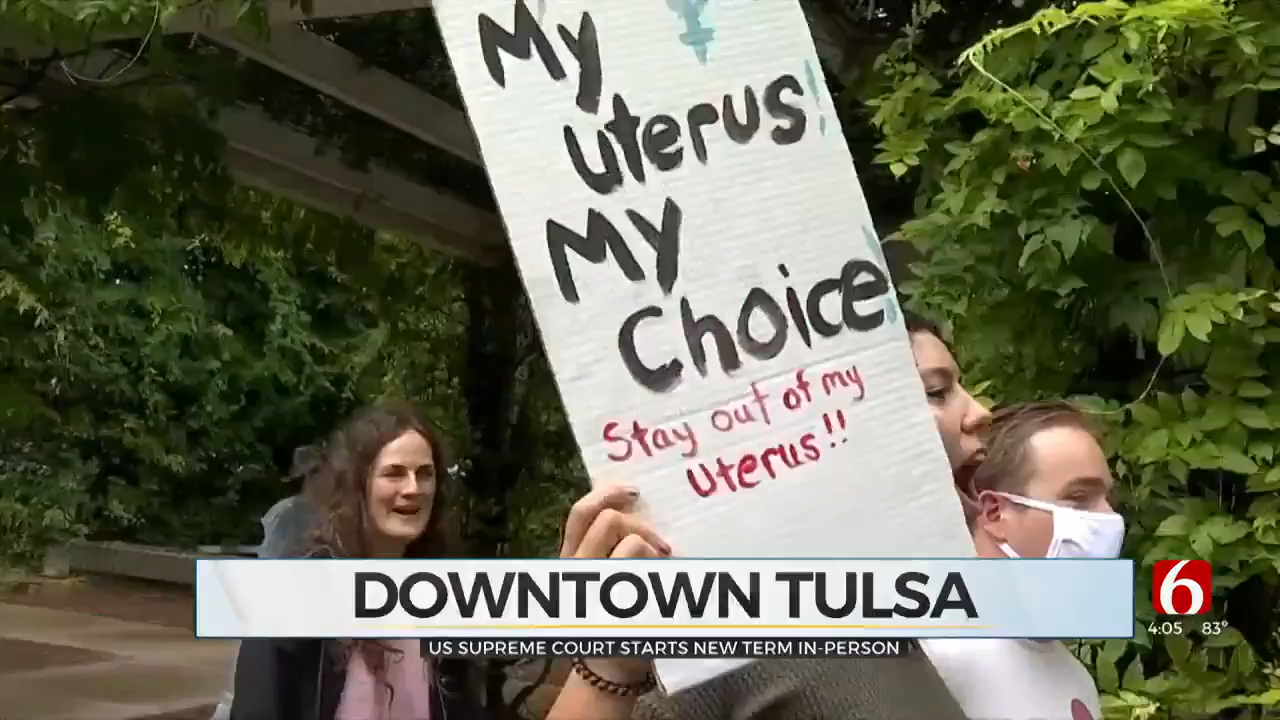 My
uterus!
My
Choice
Stay out of my
uterus!!
DOWNTOWN TULSA
US SUPREME COURT STARTS NEW TERM IN-PERSON
6
4:05 83°